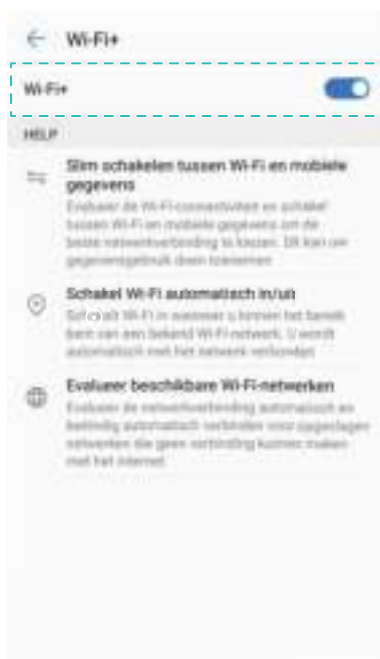 Wi-Fi+
Wi-Fi+
HELP
Slim schakelen tussen Wi-Fi en mobiele
gegevens
Evalueer de Wi-Fi-connectiviteit en schakel
tussen Wi-Fi en mobiele gegevens om de
beste netwerkverbinding te kiezen. Dit kan uw
gegevensgebruik doen toenemen
Schakel Wi-Fi automatisch in/uit
Wi-Fi in wanneer u binnen het bereik
bent van een bekend Wi-Fi-netwerk. U wordt
automatisch met het netwerk verbonden
Evalueer beschikbare Wi-Fi-netwerken
Evalueer de netwerkverbinding automatisch en
beëindig automatisch verbinden voor opgeslagen
netwerken die geen verbinding kunnen maken
met het internet